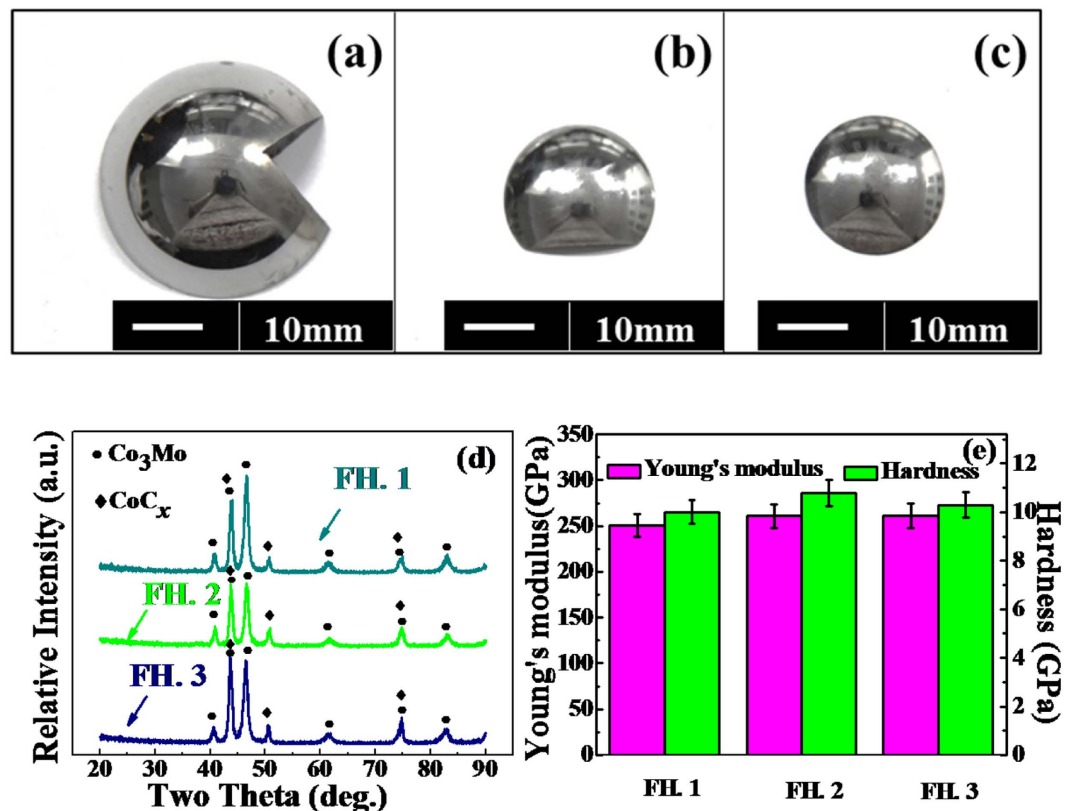 (a)
(b)
(c)
10mm
10mm
10mm
Relative Intensity (a.u.)
(d)
• Co₃Mo
♦ CoCₓ
FH. 1
FH. 2
FH. 3
20 30 40 50 60 70 80 90
Two Theta (deg.)
Young's modulus(GPa)
350
300
250
200
150
100
50
0
(e)
Young's modulus
Hardness
12
10
8
6
4
2
0
Hardness (GPa)
FH. 1
FH. 2
FH. 3